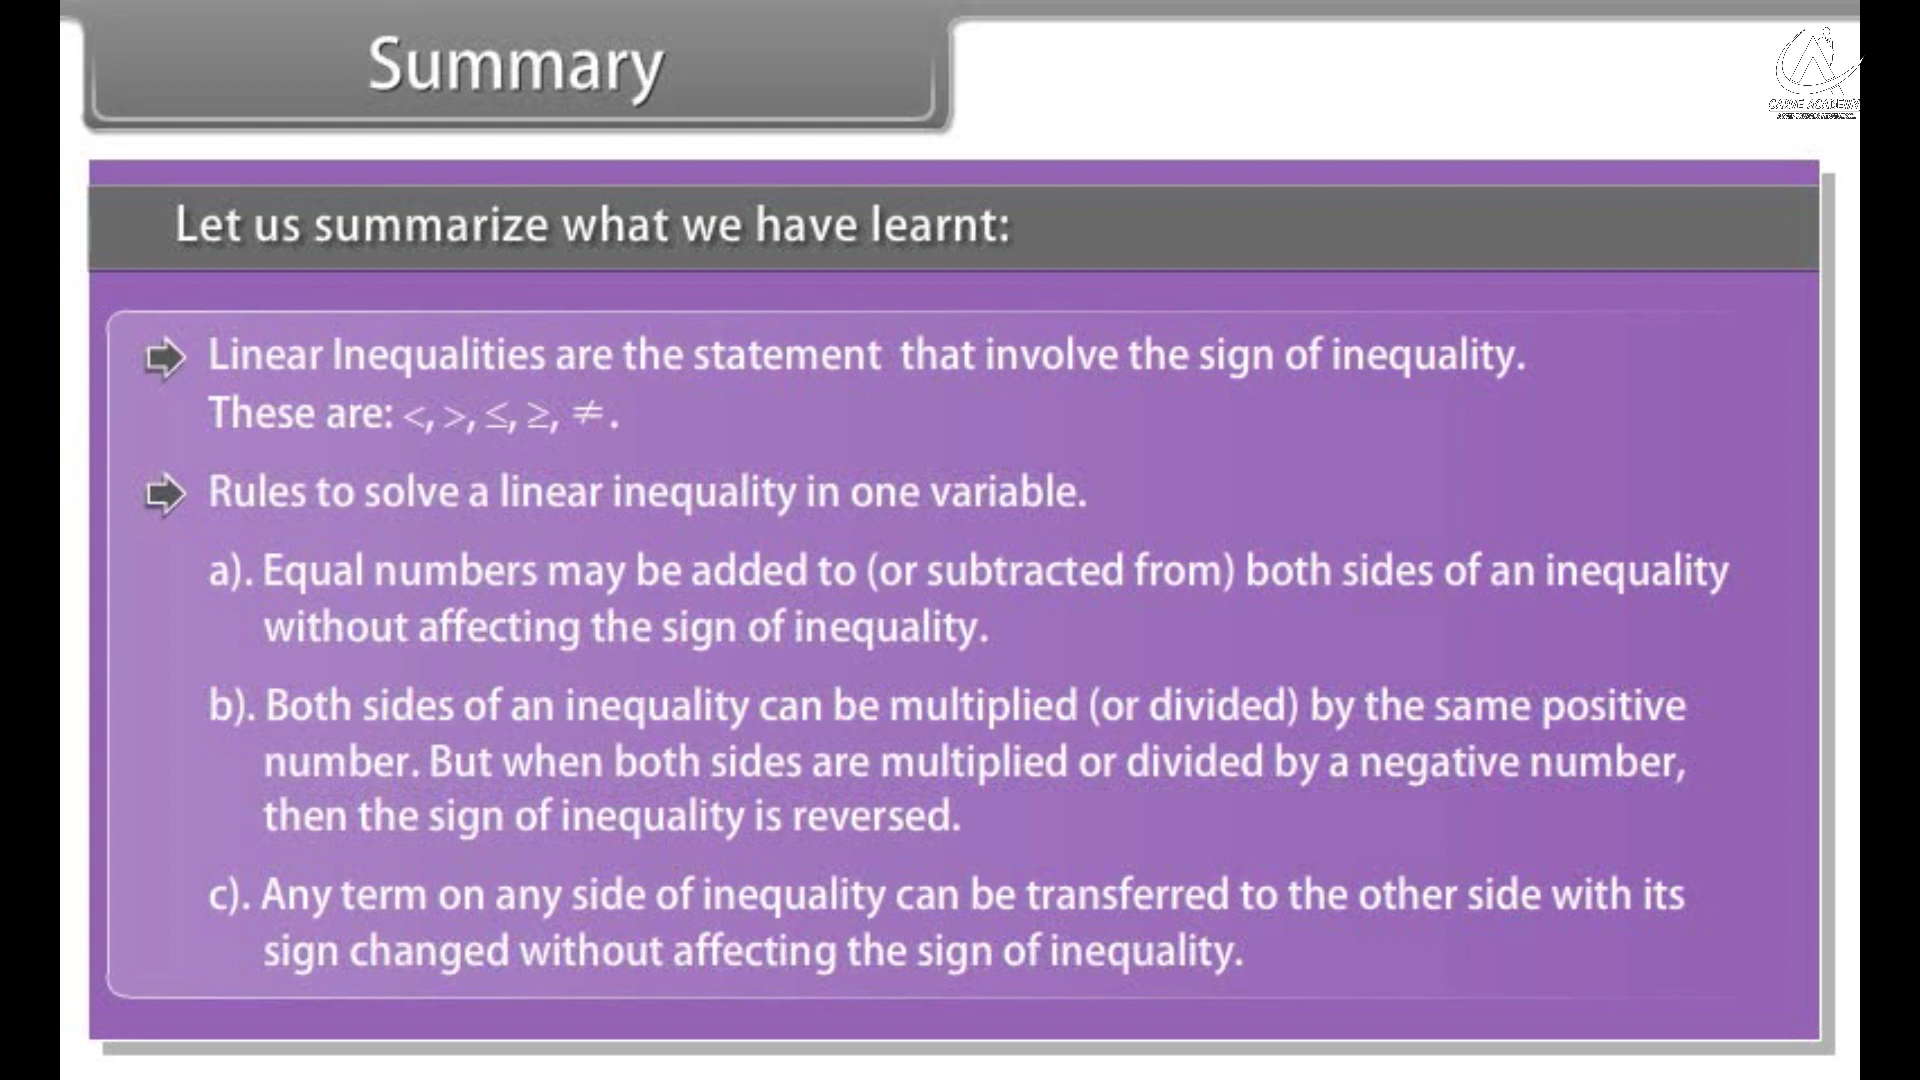 Summary
Let us summarize what we have learnt:
Linear Inequalities are the statement that involve the sign of inequality.
These are: <, >, ≤, ≥, ≠ .
Rules to solve a linear inequality in one variable.
a). Equal numbers may be added to (or subtracted from) both sides of an inequality
without affecting the sign of inequality.
b). Both sides of an inequality can be multiplied (or divided) by the same positive
number. But when both sides are multiplied or divided by a negative number,
then the sign of inequality is reversed.
c). Any term on any side of inequality can be transferred to the other side with its
sign changed without affecting the sign of inequality.